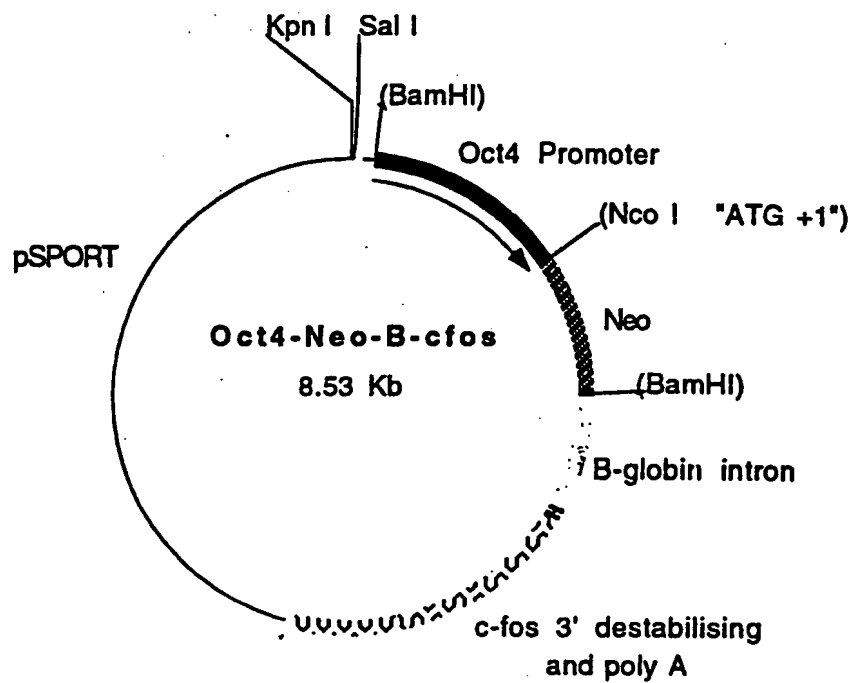 Kpn I Sal I
(BamHI)
Oct4 Promoter
(Nco I "ATG +1")
pSPORT
Neo
Oct4-Neo-B-cfos
8.53 Kb
(BamHI)
B-globin intron
c-fos 3' destabilising
and poly A